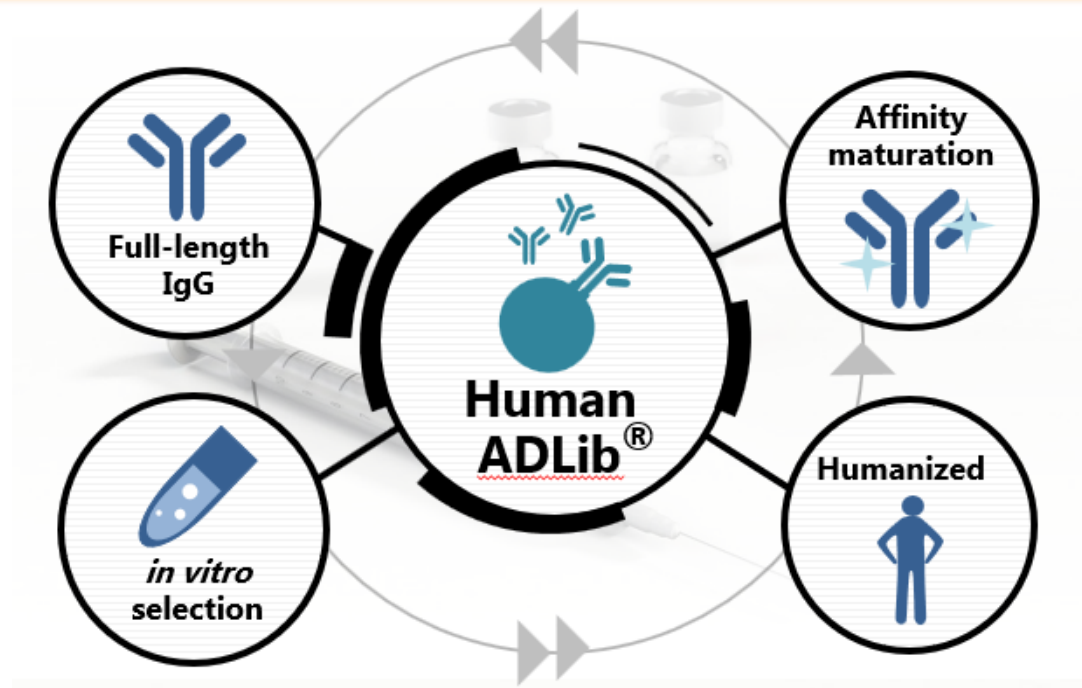 Full-length
IgG
Affinity
maturation
Human
ADLib®
in vitro
selection
Humanized